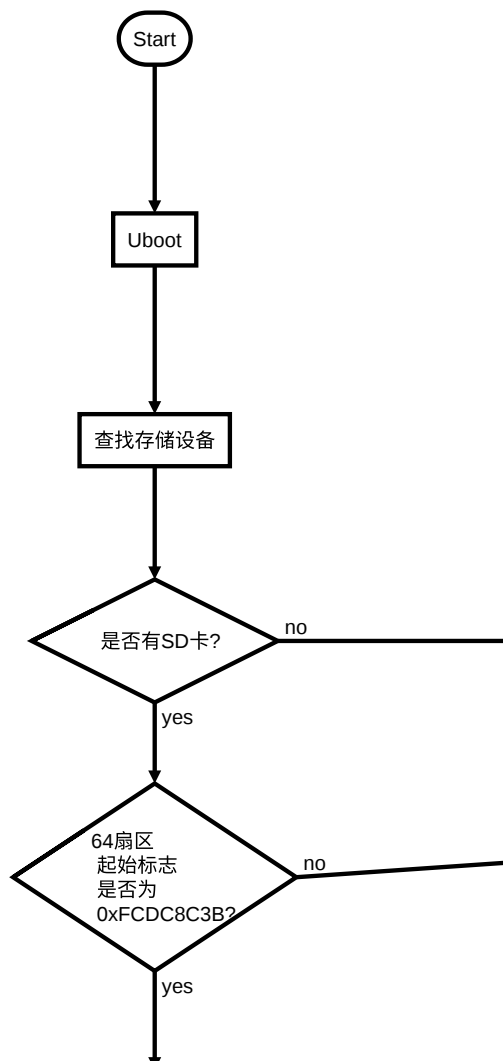 Start
Uboot
查找存储设备
是否有SD卡?
no
yes
64扇区
起始标志
是否为
0xFCDC8C3B?
no
yes